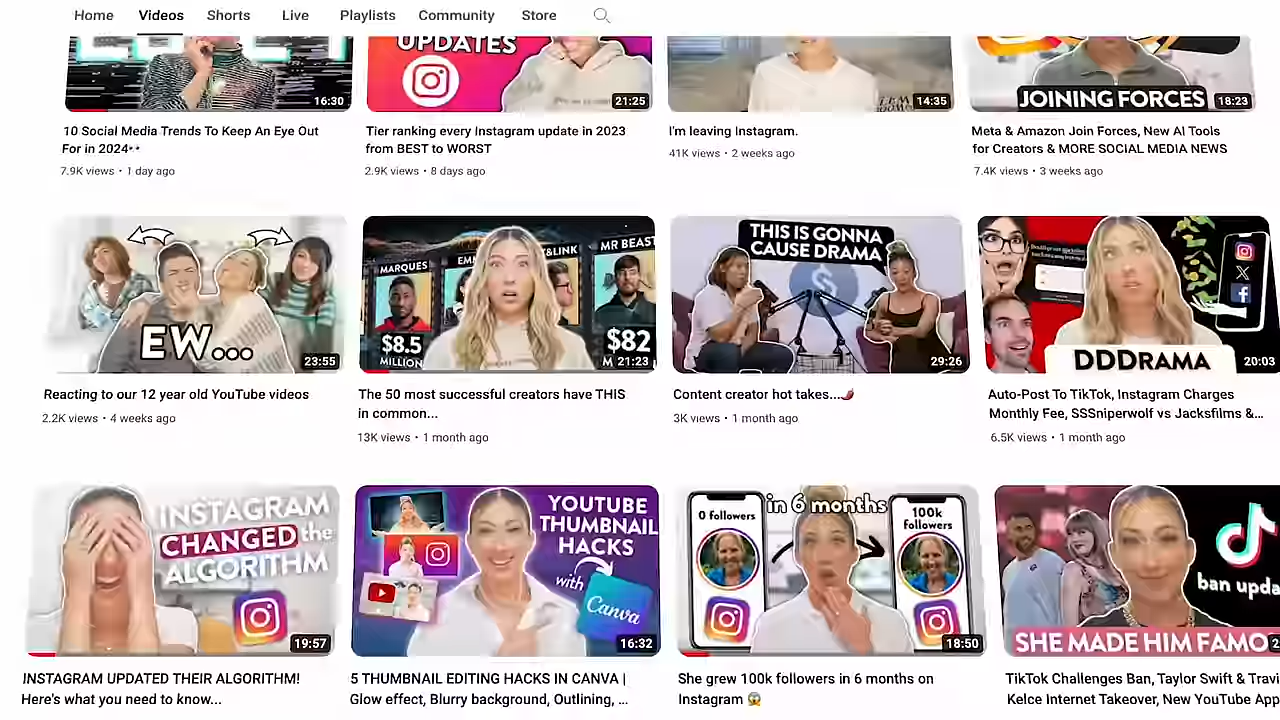 Home Videos Shorts Live Playlists Community Store
UPDATES
JOINING FORCES
16:30
21:25
14:35
18:23
10 Social Media Trends To Keep An Eye Out
For in 2024👀
7.9K views • 1 day ago
Tier ranking every Instagram update in 2023
from BEST to WORST
2.9K views • 8 days ago
I'm leaving Instagram.
41K views • 2 weeks ago
Meta & Amazon Join Forces, New AI Tools
for Creators & MORE SOCIAL MEDIA NEWS
7.4K views • 3 weeks ago
EW...
23:55
MARQUES
&LINK
MR BEAST
$8.5
MILLION
$82
M
21:23
THIS IS GONNA
CAUSE DRAMA
29:26
DDDRAMA
20:03
Reacting to our 12 year old YouTube videos
2.2K views • 4 weeks ago
The 50 most successful creators have THIS
in common...
13K views • 1 month ago
Content creator hot takes...🌶️
3K views • 1 month ago
Auto-Post To TikTok, Instagram Charges
Monthly Fee, SSSniperwolf vs Jacksfilms &...
6.5K views • 1 month ago
INSTAGRAM
CHANGED the
ALGORITHM
19:57
YOUTUBE
THUMBNAIL
HACKS
with
Canva
16:32
in 6 months
0 followers
100k
followers
18:50
ban upda
SHE MADE HIM FAMO
INSTAGRAM UPDATED THEIR ALGORITHM!
Here's what you need to know...
5 THUMBNAIL EDITING HACKS IN CANVA |
Glow effect, Blurry background, Outlining, ...
She grew 100k followers in 6 months on
Instagram 😱
TikTok Challenges Ban, Taylor Swift & Travi
Kelce Internet Takeover, New YouTube App